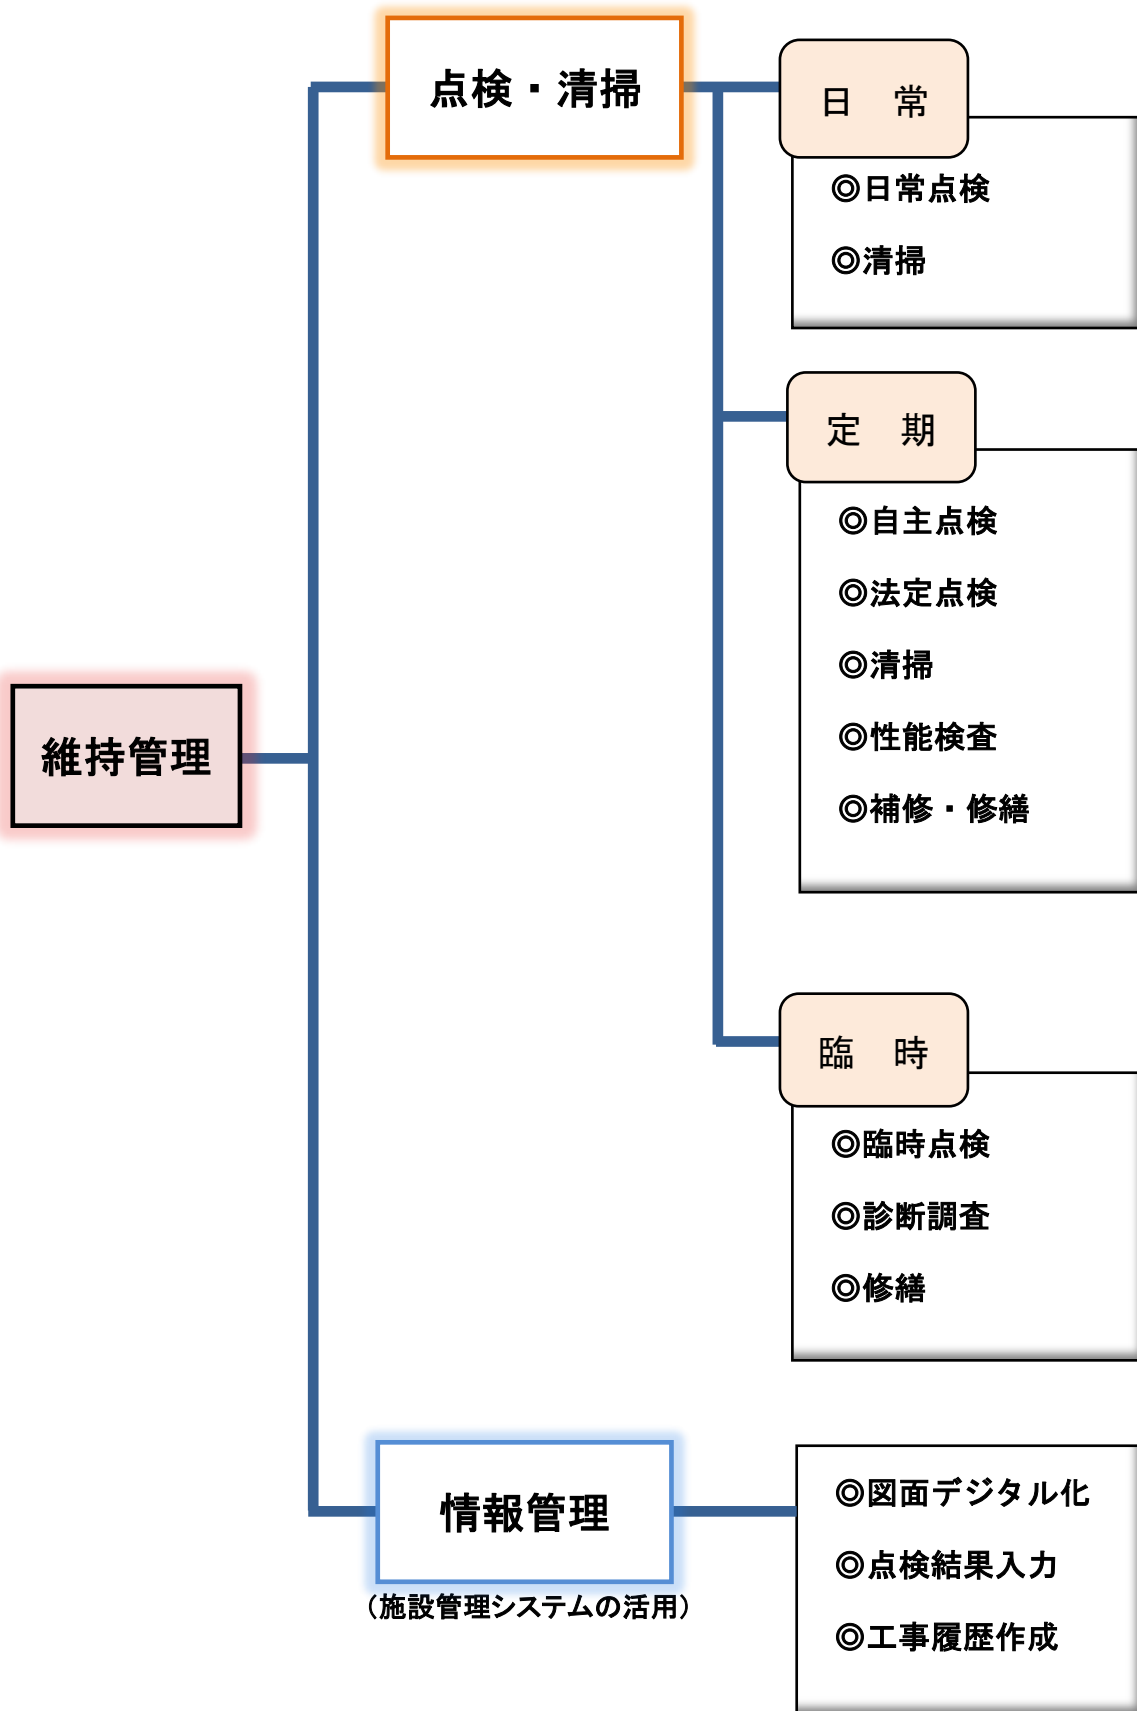 維持管理
点検・清掃
日　常
◎日常点検
◎清掃
定　期
◎自主点検
◎法定点検
◎清掃
◎性能検査
◎補修・修繕
臨　時
◎臨時点検
◎診断調査
◎修繕
情報管理
（施設管理システムの活用）
◎図面デジタル化
◎点検結果入力
◎工事履歴作成